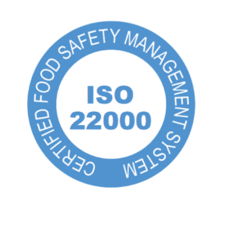 CERTIFIED FOOD SAFETY MANAGEMENT SYSTEM
ISO
22000